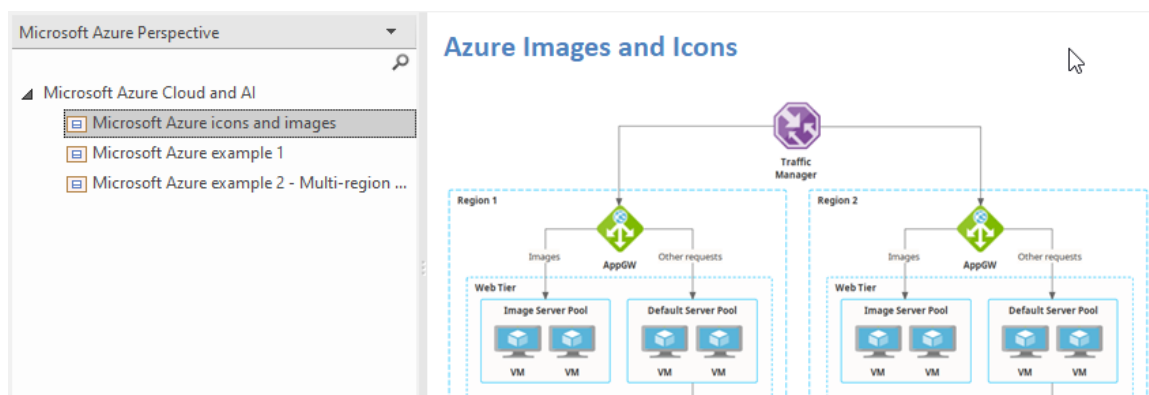 Microsoft Azure Perspective
Microsoft Azure Cloud and AI
Microsoft Azure icons and images
Microsoft Azure example 1
Microsoft Azure example 2 - Multi-region ...
Azure Images and Icons
Traffic
Manager
Region 1
Images
AppGW
Other requests
Web Tier
Image Server Pool
Default Server Pool
VM
VM
VM
VM
Region 2
Images
AppGW
Other requests
Web Tier
Image Server Pool
Default Server Pool
VM
VM
VM
VM